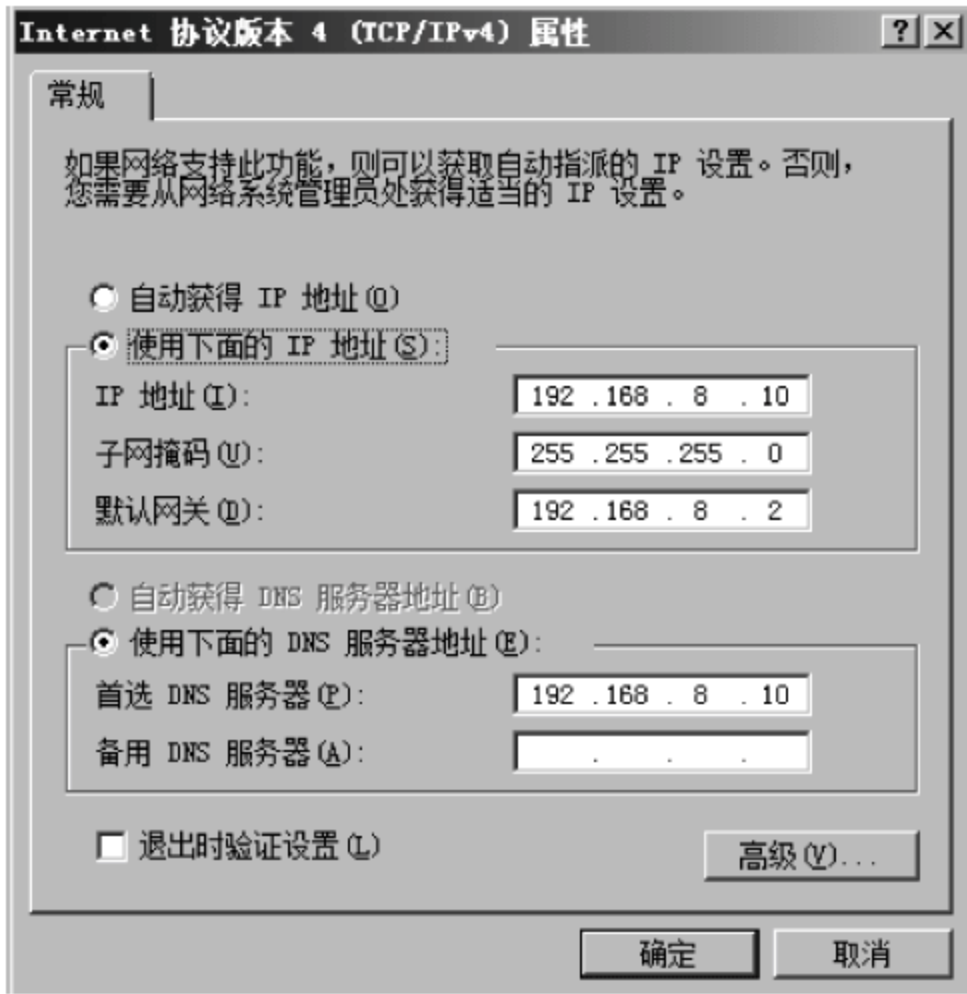 Internet 协议版本 4 (TCP/IPv4) 属性
常规
如果网络支持此功能，则可以获取自动指派的 IP 设置。否则，
您需要从网络系统管理员处获得适当的 IP 设置。
自动获得 IP 地址(O)
使用下面的 IP 地址(S):
IP 地址(I): 192 .168 . 8 . 10
子网掩码(U): 255 .255 .255 . 0
默认网关(D): 192 .168 . 8 . 2
自动获得 DNS 服务器地址(B)
使用下面的 DNS 服务器地址(E):
首选 DNS 服务器(P): 192 .168 . 8 . 10
备用 DNS 服务器(A): . . .
退出时验证设置(L)
高级(V)...
确定 取消